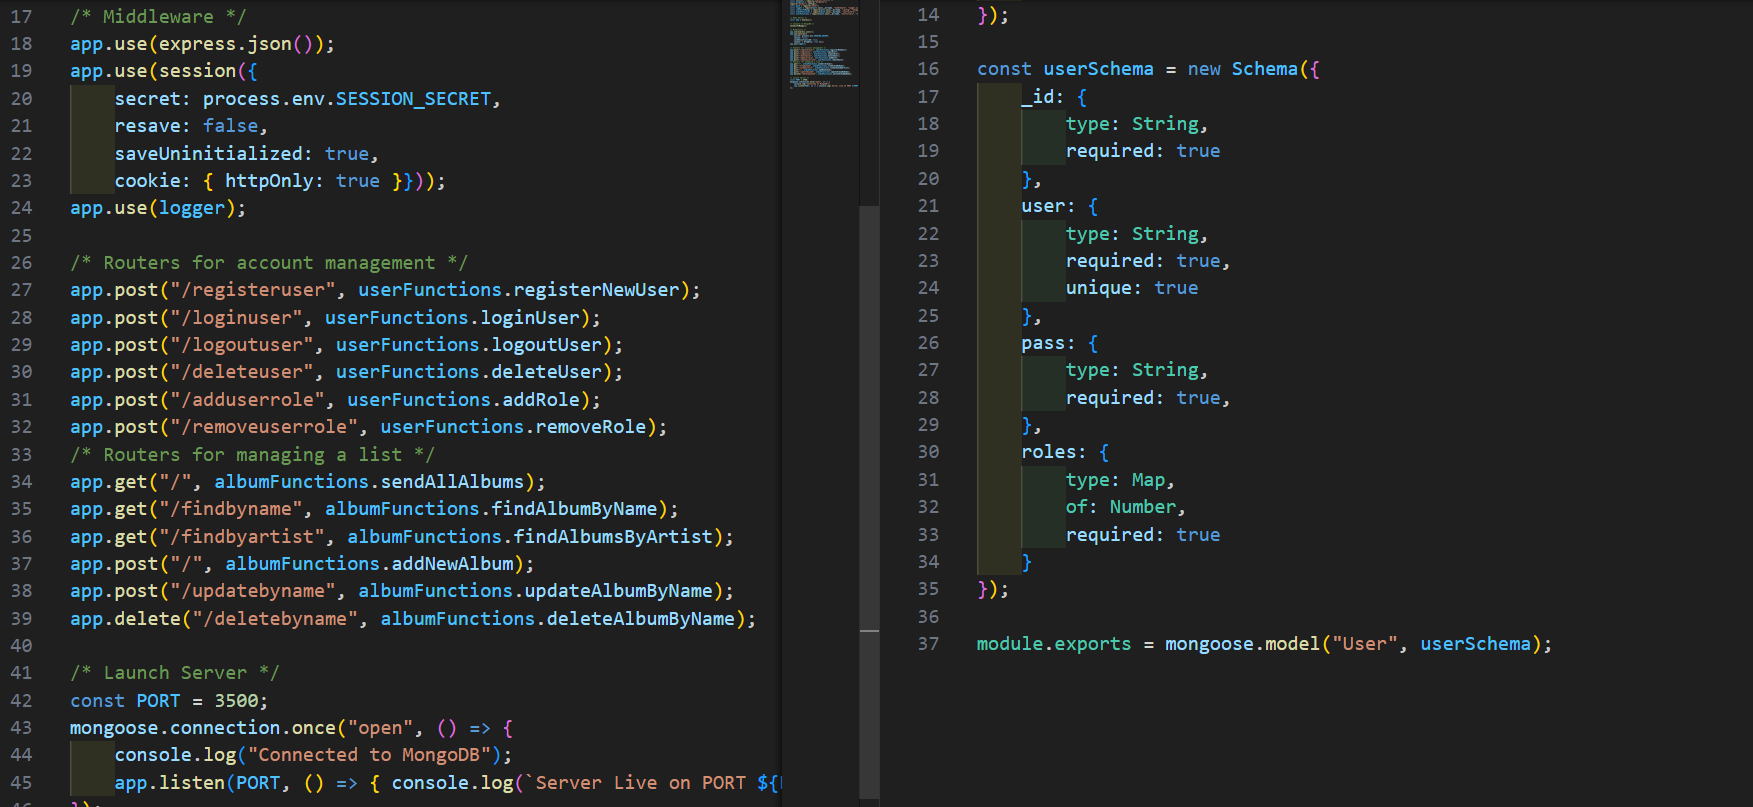 17 /* Middleware */
18 app.use(express.json());
19 app.use(session({
20     secret: process.env.SESSION_SECRET,
21     resave: false,
22     saveUninitialized: true,
23     cookie: { httpOnly: true }}));
24 app.use(logger);
25
26 /* Routers for account management */
27 app.post("/registeruser", userFunctions.registerNewUser);
28 app.post("/loginuser", userFunctions.loginUser);
29 app.post("/logoutuser", userFunctions.logoutUser);
30 app.post("/deleteuser", userFunctions.deleteUser);
31 app.post("/adduserrole", userFunctions.addRole);
32 app.post("/removeuserrole", userFunctions.removeRole);
33 /* Routers for managing a list */
34 app.get("/", albumFunctions.sendAllAlbums);
35 app.get("/findbyname", albumFunctions.findAlbumByName);
36 app.get("/findbyartist", albumFunctions.findAlbumsByArtist);
37 app.post("/", albumFunctions.addNewAlbum);
38 app.post("/updatebyname", albumFunctions.updateAlbumByName);
39 app.delete("/deletebyname", albumFunctions.deleteAlbumByName);
40
41 /* Launch Server */
42 const PORT = 3500;
43 mongoose.connection.once("open", () => {
44     console.log("Connected to MongoDB");
45     app.listen(PORT, () => { console.log(`Server Live on PORT ${
14 });
15
16 const userSchema = new Schema({
17     _id: {
18         type: String,
19         required: true
20     },
21     user: {
22         type: String,
23         required: true,
24         unique: true
25     },
26     pass: {
27         type: String,
28         required: true,
29     },
30     roles: {
31         type: Map,
32         of: Number,
33         required: true
34     }
35 });
36
37 module.exports = mongoose.model("User", userSchema);